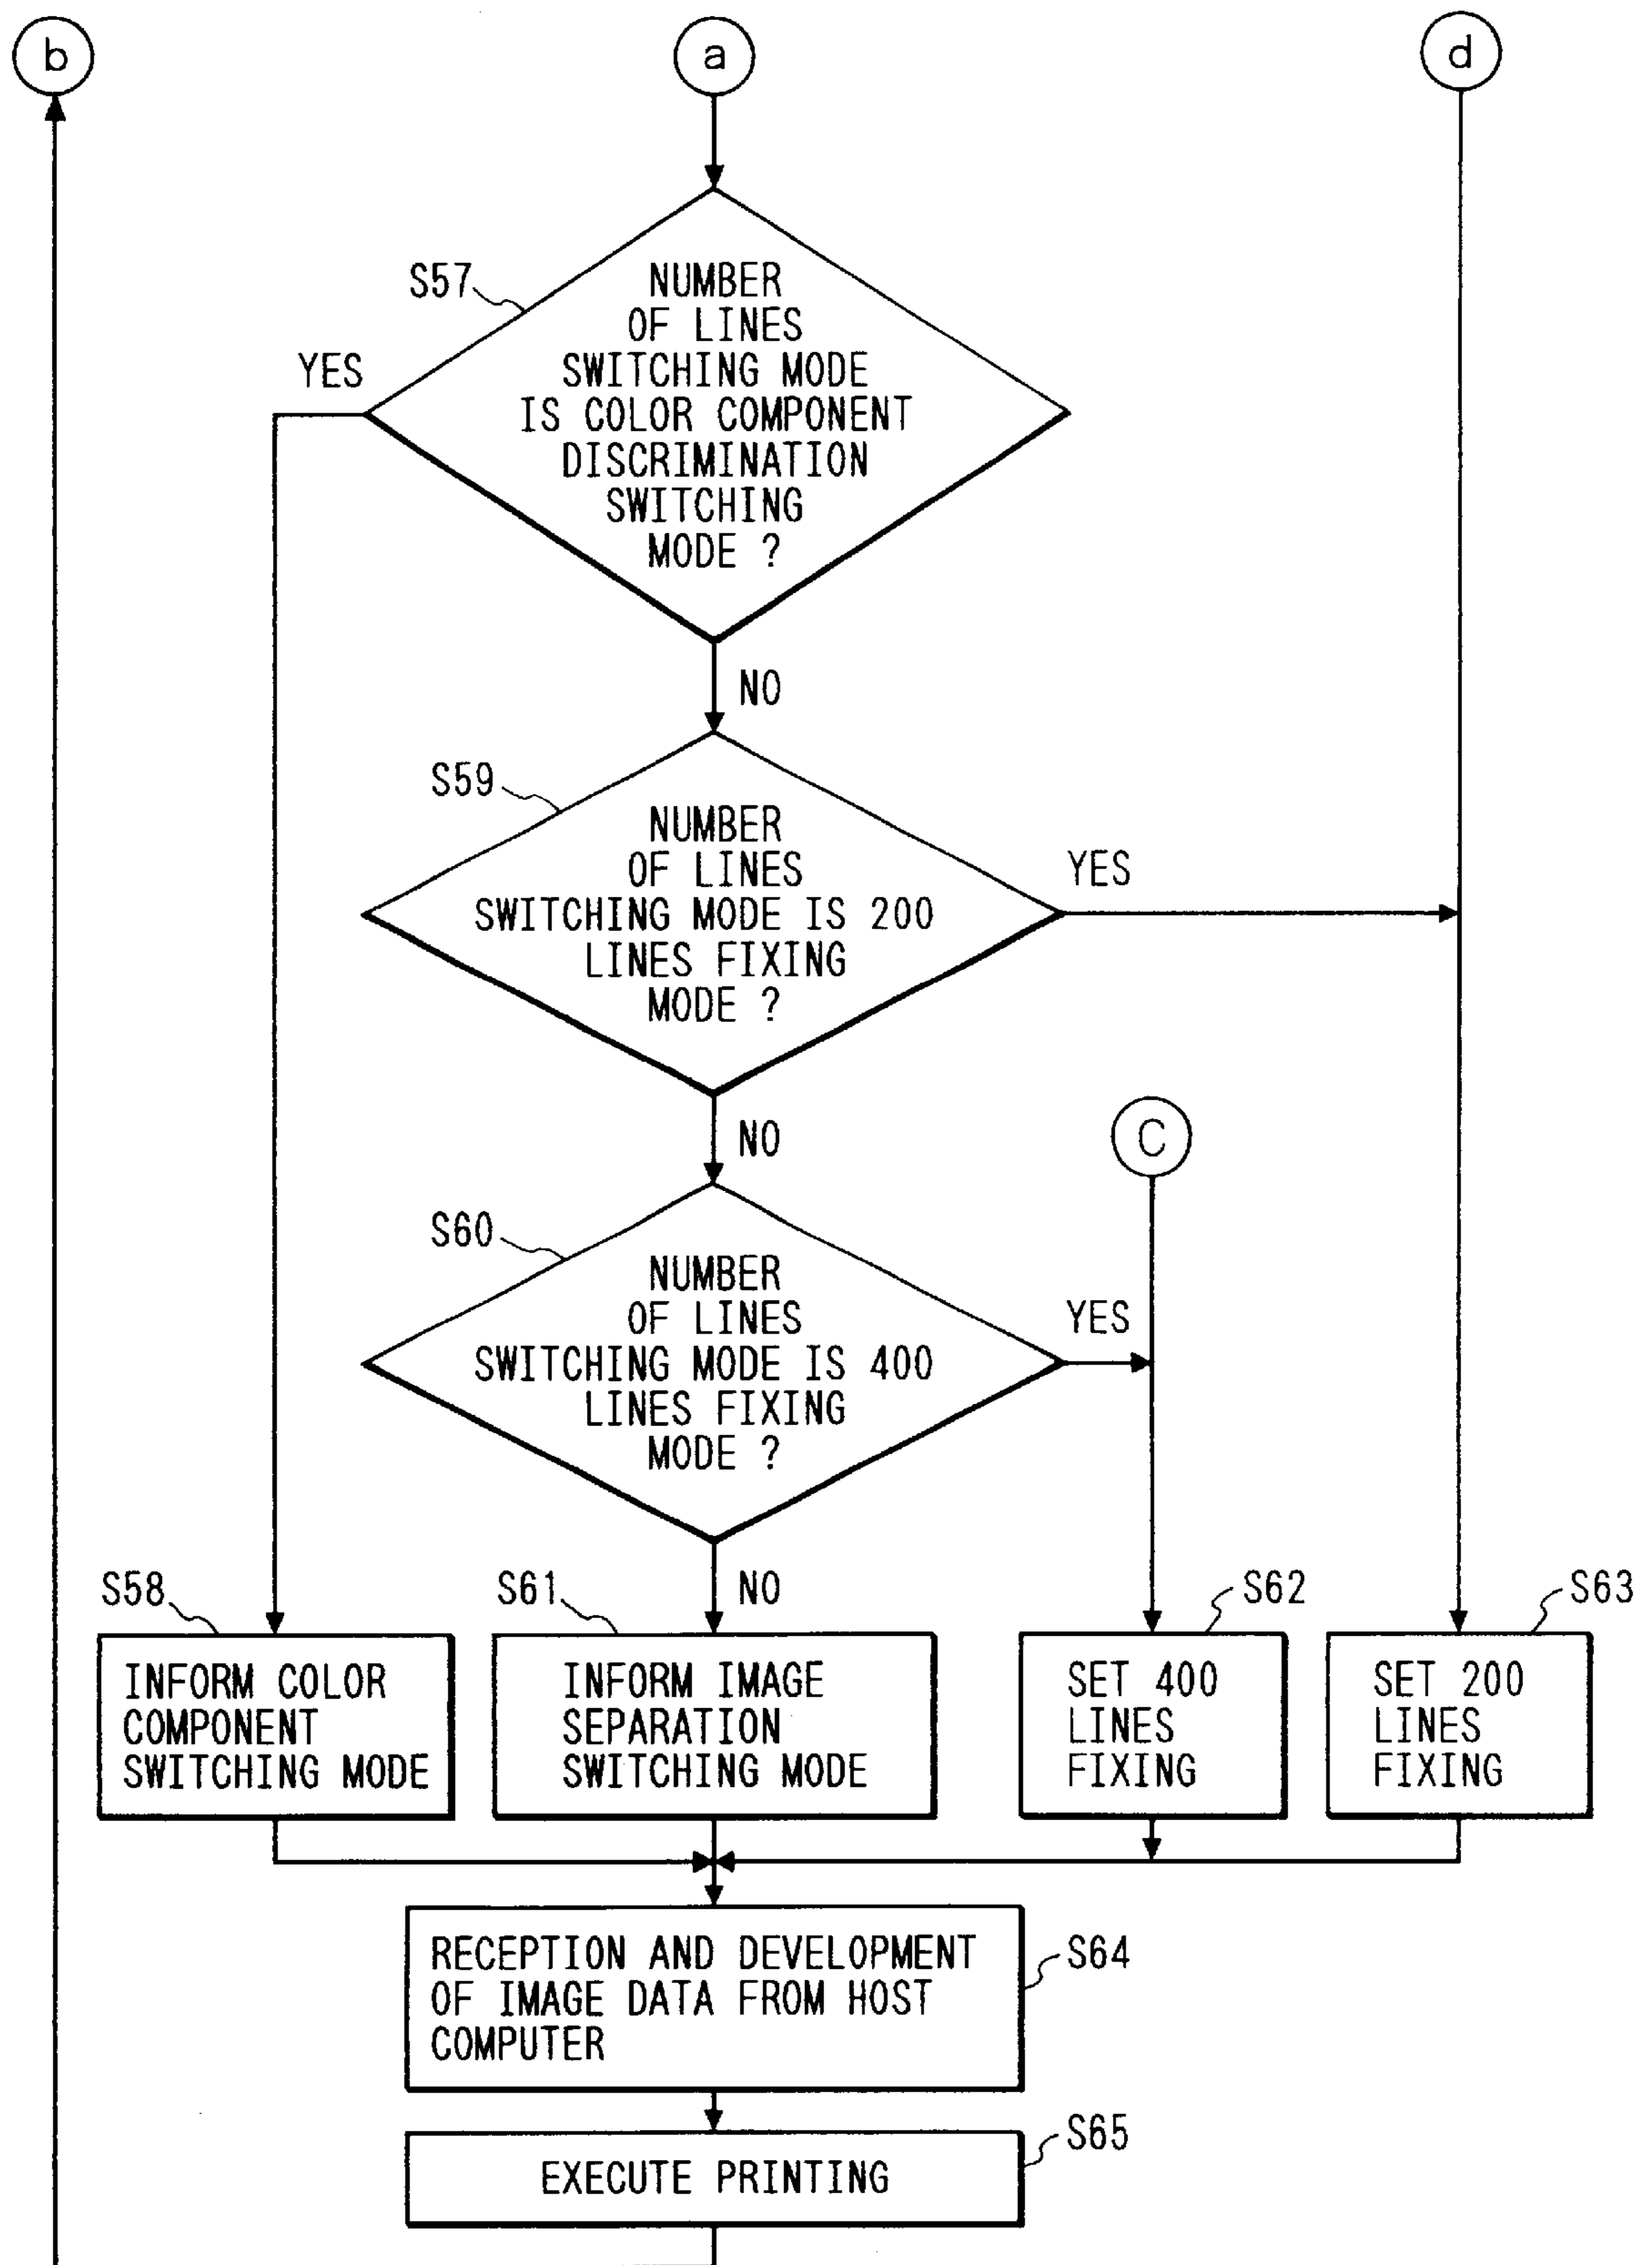 b
a
d
S57
NUMBER
OF LINES
SWITCHING MODE
IS COLOR COMPONENT
DISCRIMINATION
SWITCHING
MODE ?
YES
NO
S59
NUMBER
OF LINES
SWITCHING MODE IS 200
LINES FIXING
MODE ?
YES
NO
C
S60
NUMBER
OF LINES
SWITCHING MODE IS 400
LINES FIXING
MODE ?
YES
NO
S58
INFORM COLOR
COMPONENT
SWITCHING MODE
S61
INFORM IMAGE
SEPARATION
SWITCHING MODE
S62
SET 400
LINES
FIXING
S63
SET 200
LINES
FIXING
RECEPTION AND DEVELOPMENT
OF IMAGE DATA FROM HOST
COMPUTER
S64
EXECUTE PRINTING
S65